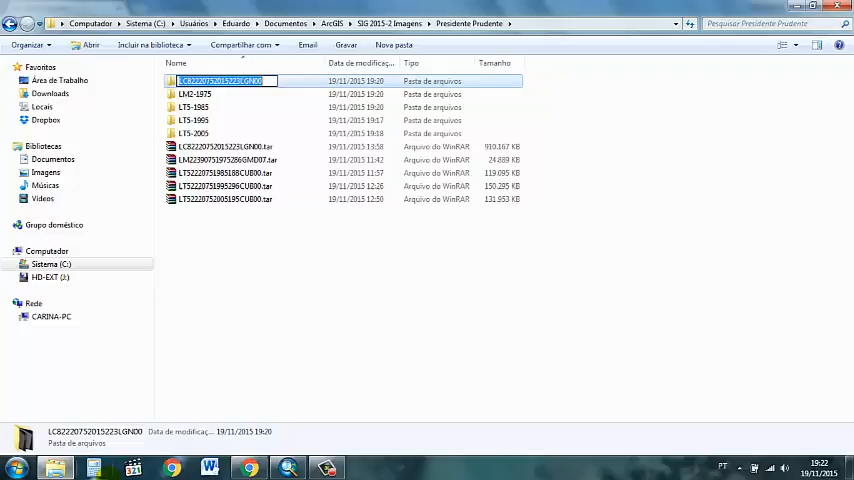 Computador ▸ Sistema (C:) ▸ Usuários ▸ Eduardo ▸ Documentos ▸ ArcGIS ▸ SIG 2015-2 Imagens ▸ Presidente Prudente ▸
Pesquisar Presidente Prudente
Organizar Abrir Incluir na biblioteca Compartilhar com Email Gravar Nova pasta
Favoritos
Área de Trabalho
Downloads
Locais
Dropbox
Bibliotecas
Documentos
Imagens
Músicas
Vídeos
Grupo doméstico
Computador
Sistema (C:)
HD-EXT (I:)
Rede
CARINA-PC
Nome Data de modificaç... Tipo Tamanho
LC82220752015223LGN00 19/11/2015 19:20 Pasta de arquivos
LM2-1975 19/11/2015 19:20 Pasta de arquivos
LT5-1985 19/11/2015 19:20 Pasta de arquivos
LT5-1995 19/11/2015 19:17 Pasta de arquivos
LT5-2005 19/11/2015 19:18 Pasta de arquivos
LC82220752015223LGN00.tar 19/11/2015 13:58 Arquivo do WinRAR 910.167 KB
LM22390751975286GMD07.tar 19/11/2015 11:42 Arquivo do WinRAR 24.889 KB
LT52220751985188CUB00.tar 19/11/2015 11:57 Arquivo do WinRAR 119.095 KB
LT52220751995296CUB00.tar 19/11/2015 12:26 Arquivo do WinRAR 150.295 KB
LT52220752005195CUB00.tar 19/11/2015 12:50 Arquivo do WinRAR 131.953 KB
LC82220752015223LGN00 Data de modificaç... 19/11/2015 19:20
Pasta de arquivos
321
W
PT
19:22
19/11/2015